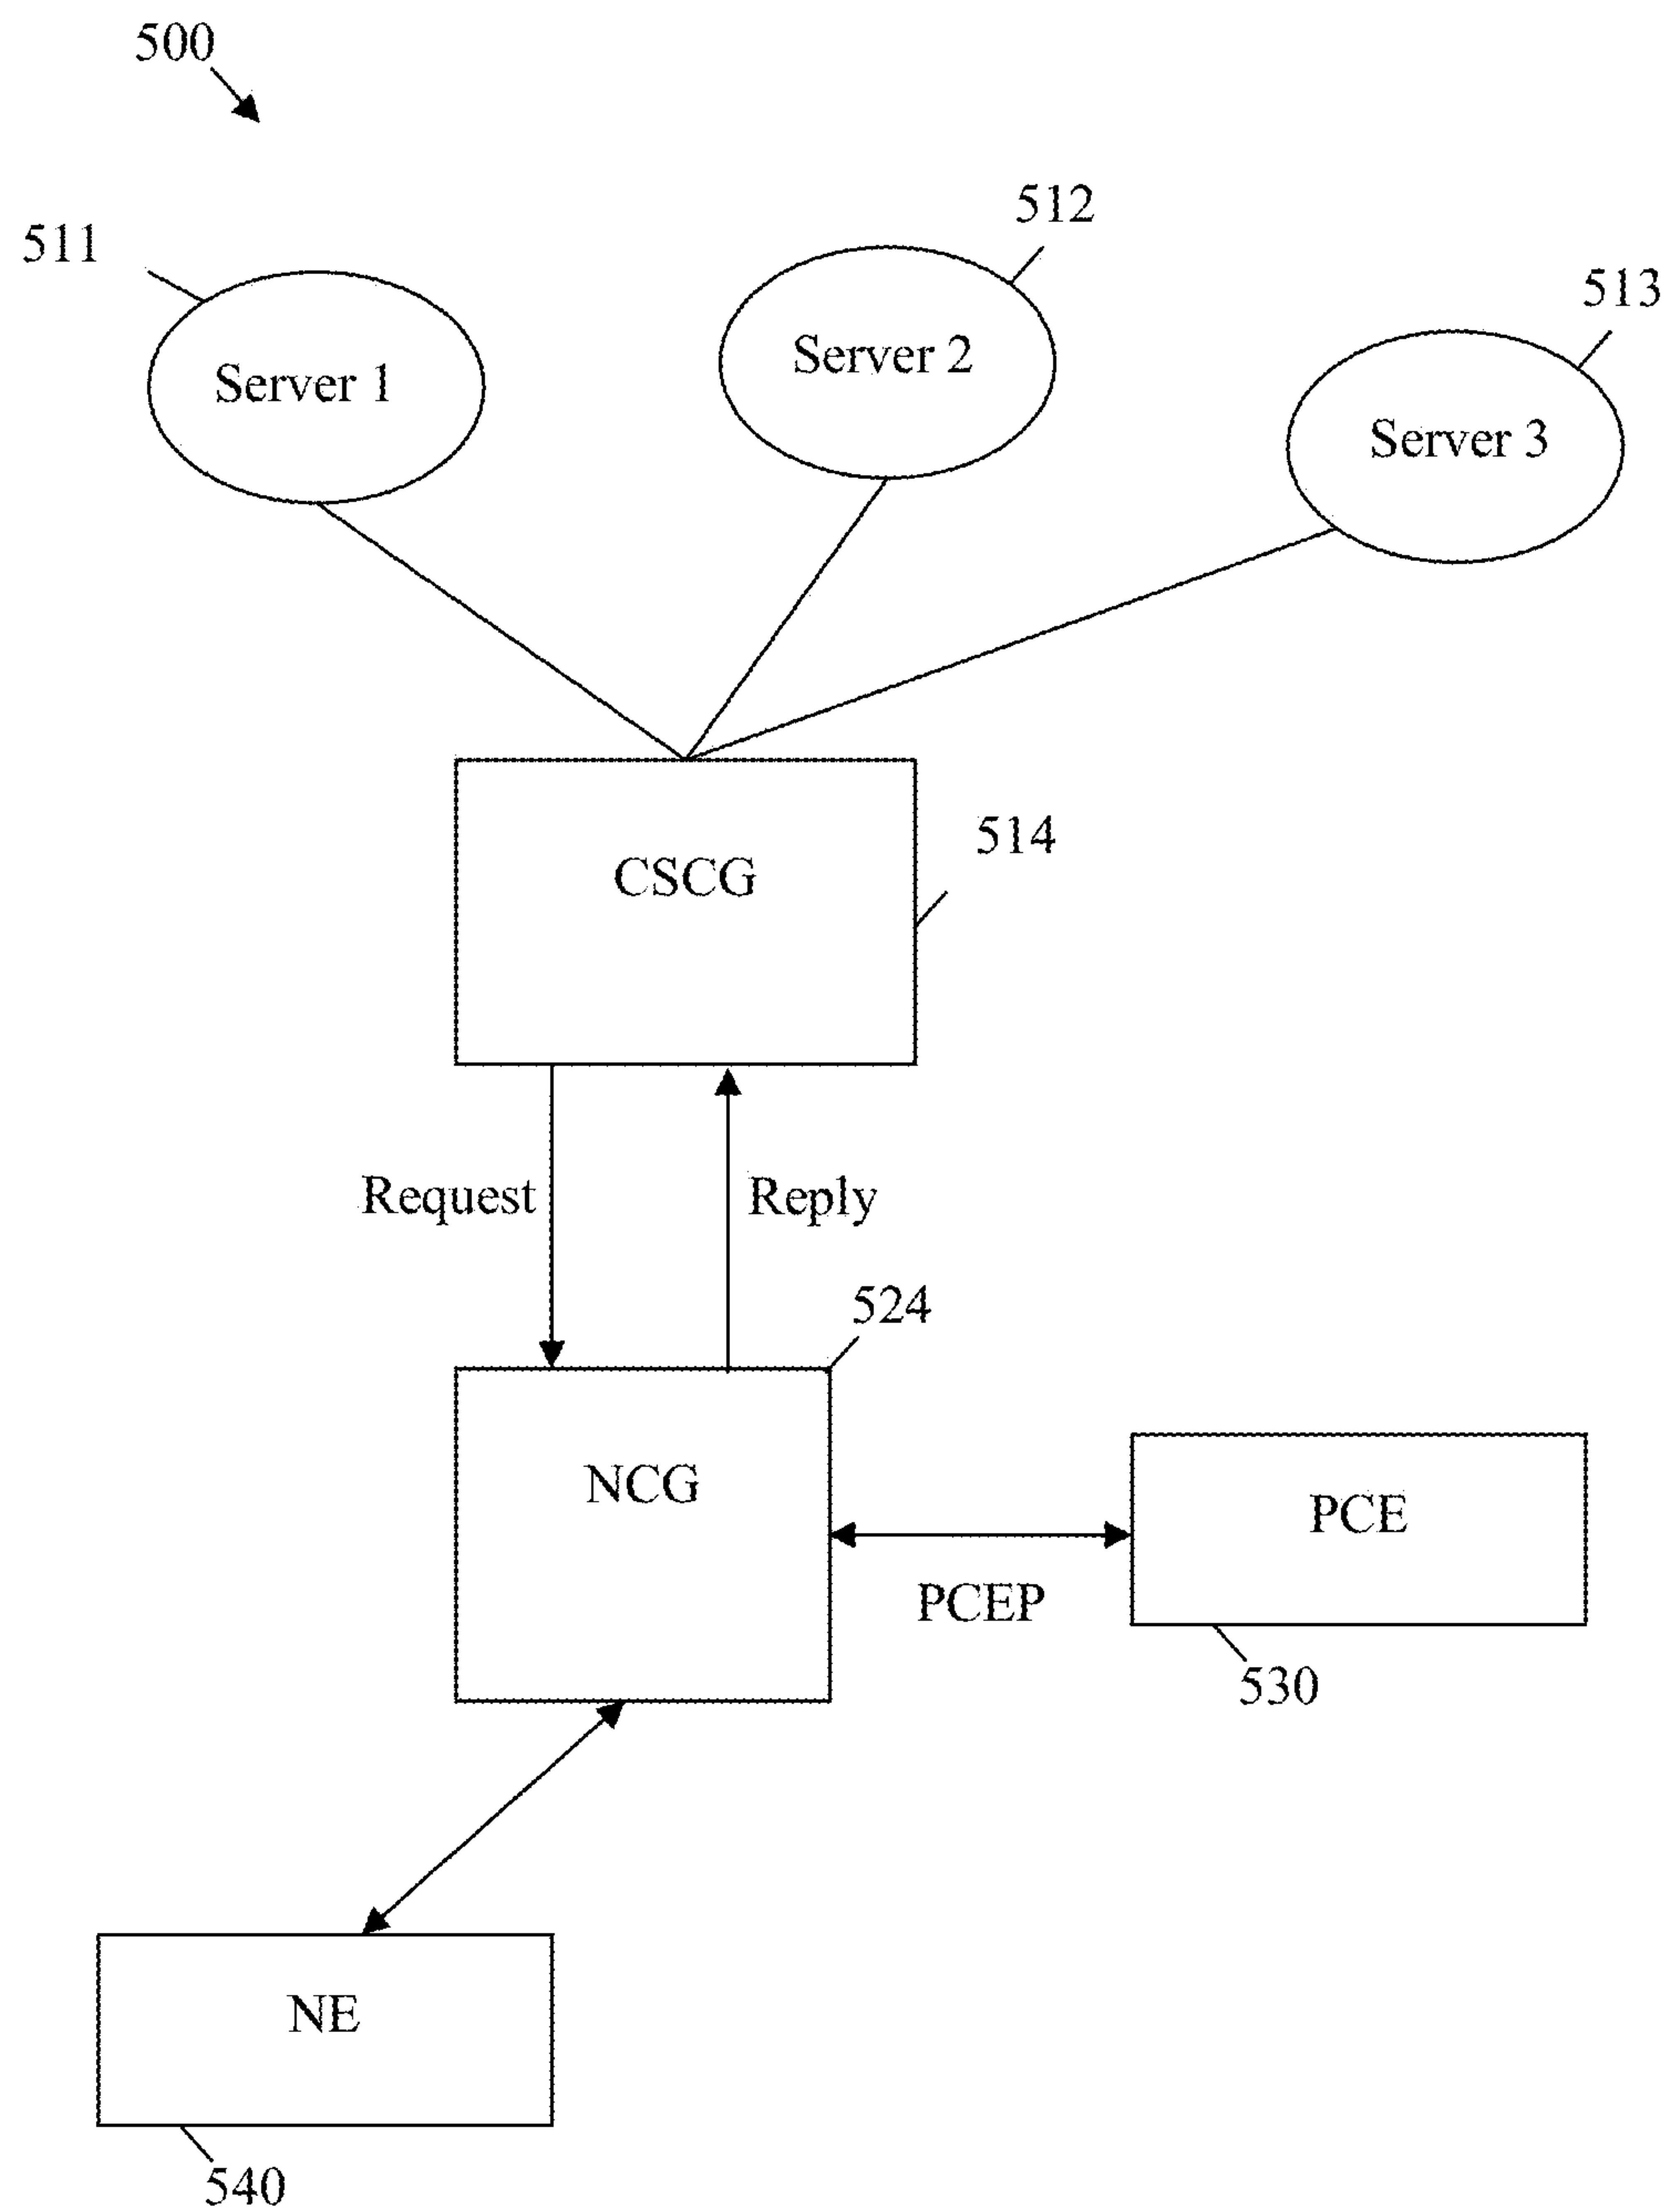 500
512
511
513
Server 2
Server 1
Server 3
514
CSCG
Request
Reply
524
NCG
PCE
PCEP
530
NE
540